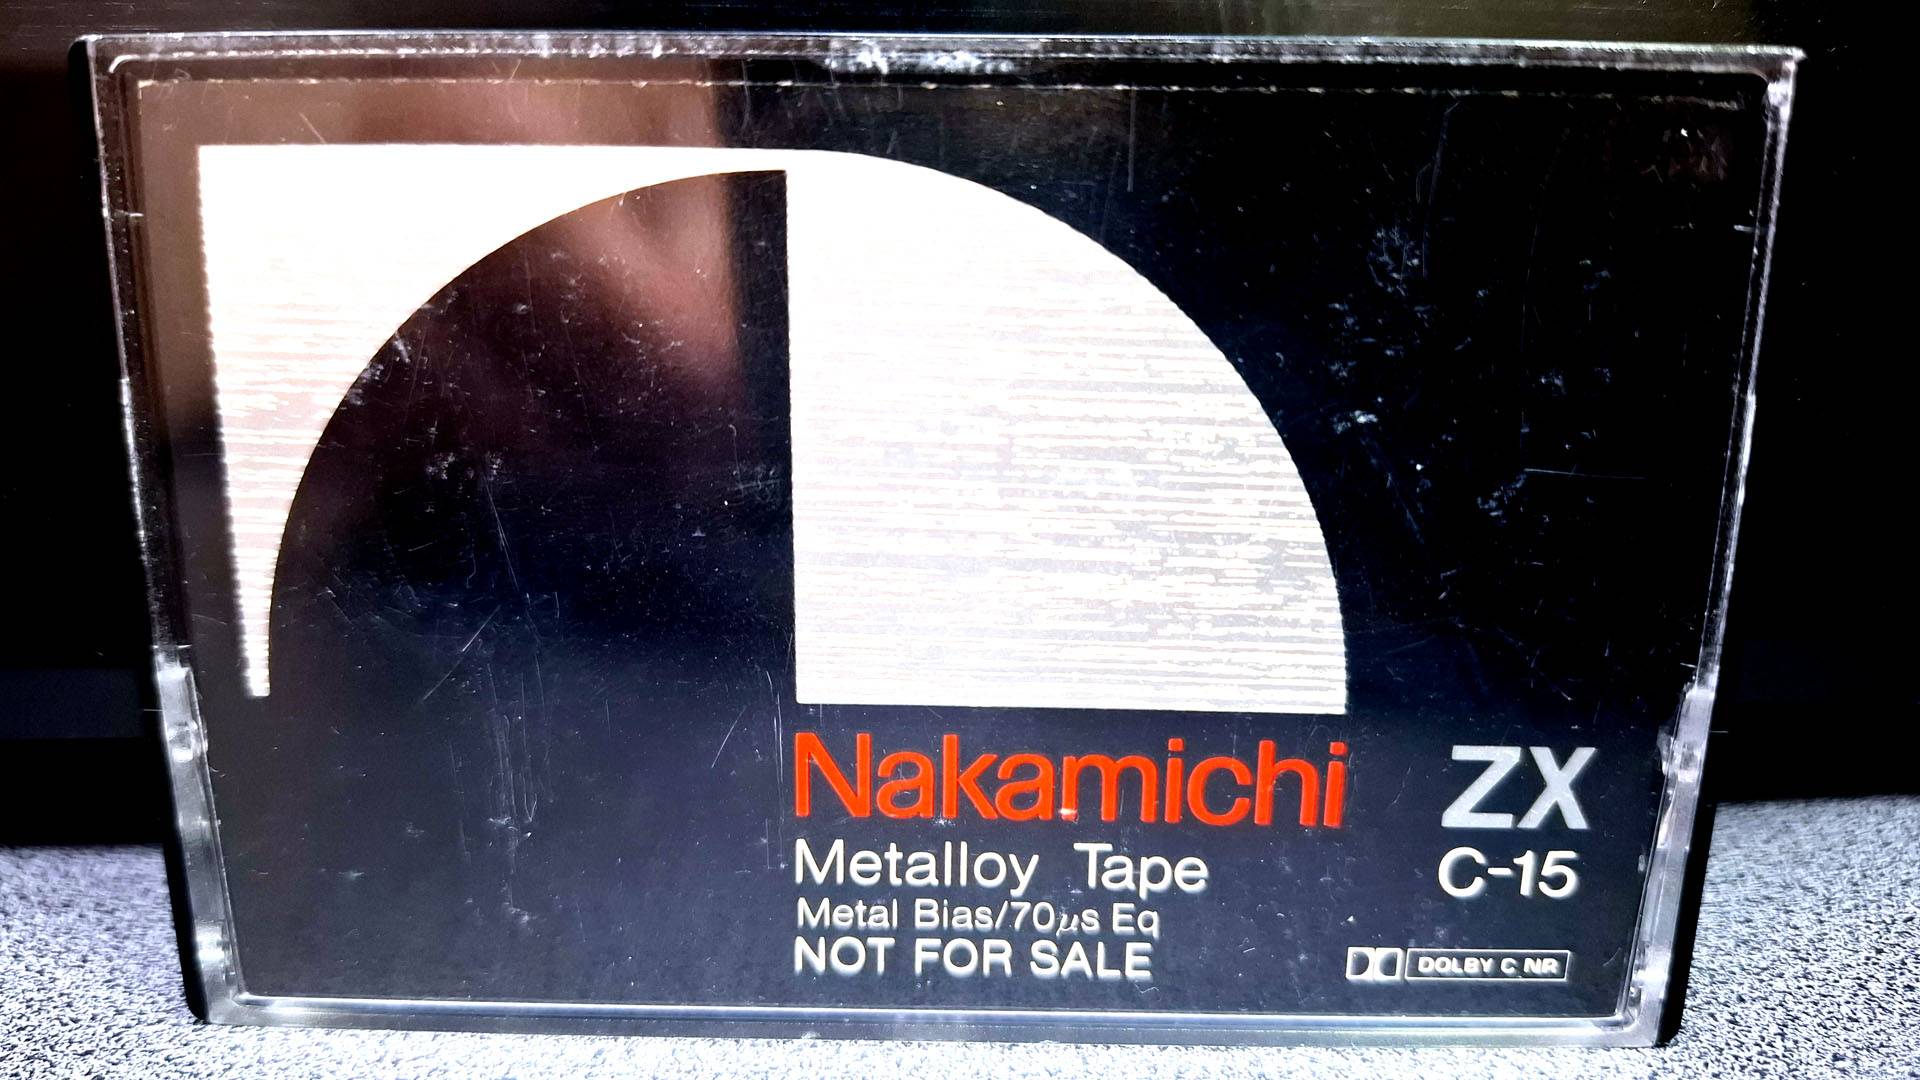 Nakamichi ZX
Metalloy Tape C-15
Metal Bias/70μs Eq
NOT FOR SALE
DOLBY C NR